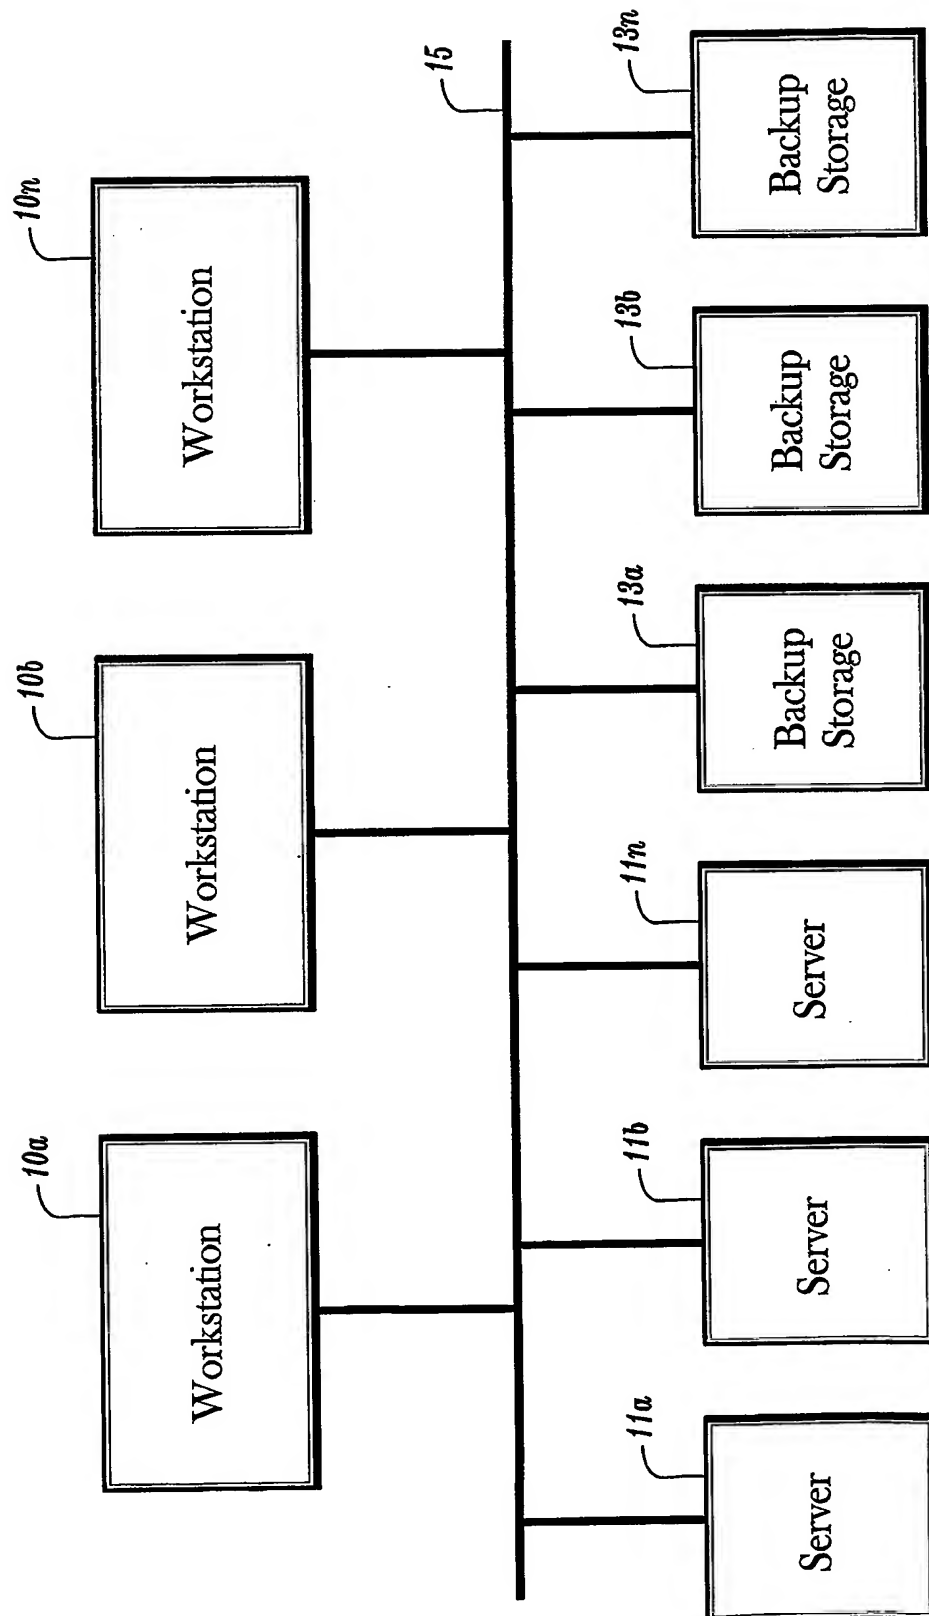 10a
10b
10n
Workstation
Workstation
Workstation
15
11a
11b
11n
13a
13b
13n
Server
Server
Server
Backup
Storage
Backup
Storage
Backup
Storage